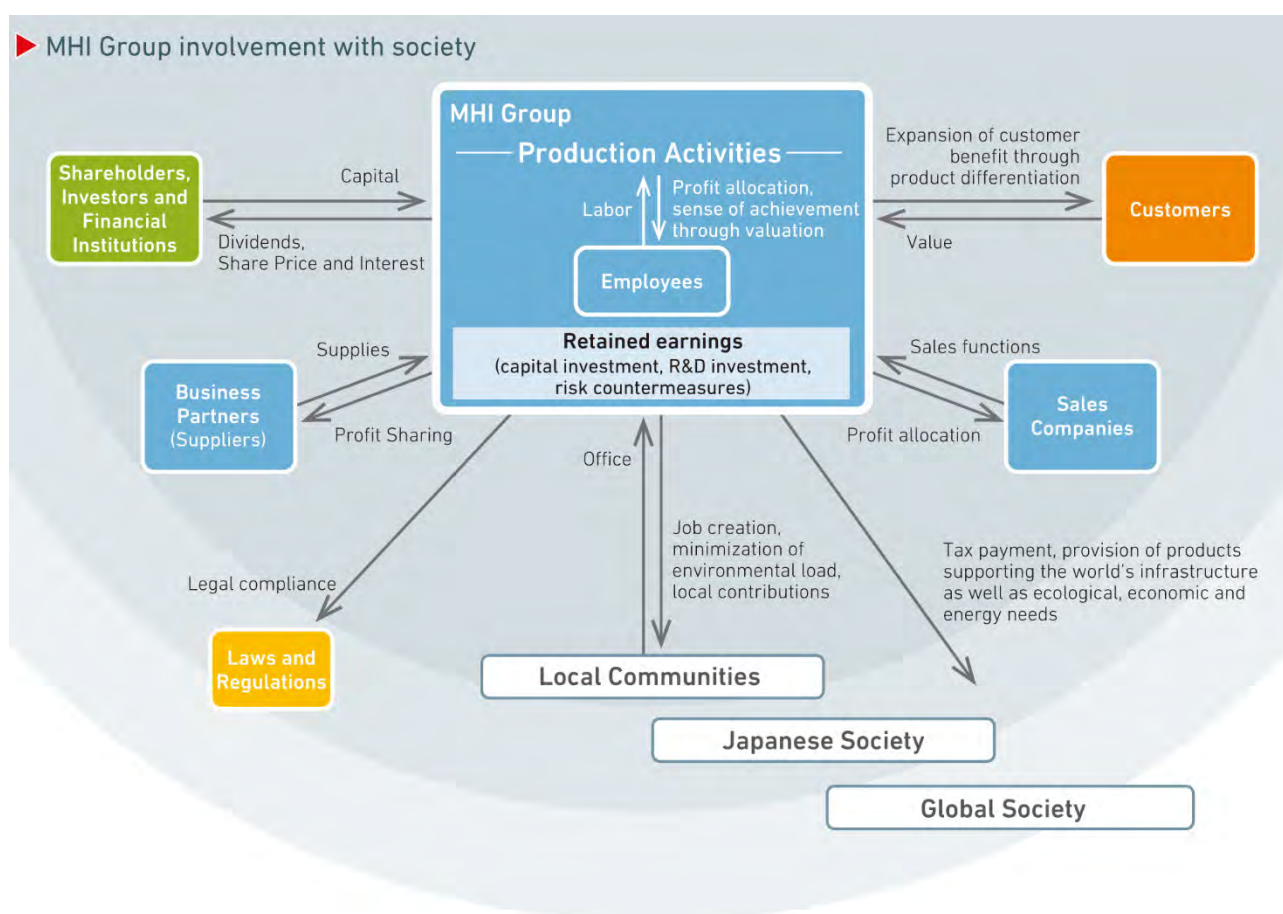 MHI Group involvement with society
MHI Group
Production Activities
Labor
Profit allocation,
sense of achievement
through valuation
Employees
Retained earnings
(capital investment, R&D investment,
risk countermeasures)
Shareholders,
Investors and
Financial
Institutions
Capital
Dividends,
Share Price and Interest
Expansion of customer
benefit through
product differentiation
Value
Customers
Business
Partners
(Suppliers)
Supplies
Profit Sharing
Sales functions
Profit allocation
Sales
Companies
Legal compliance
Laws and
Regulations
Office
Job creation,
minimization of
environmental load,
local contributions
Tax payment, provision of products
supporting the world's infrastructure
as well as ecological, economic and
energy needs
Local Communities
Japanese Society
Global Society